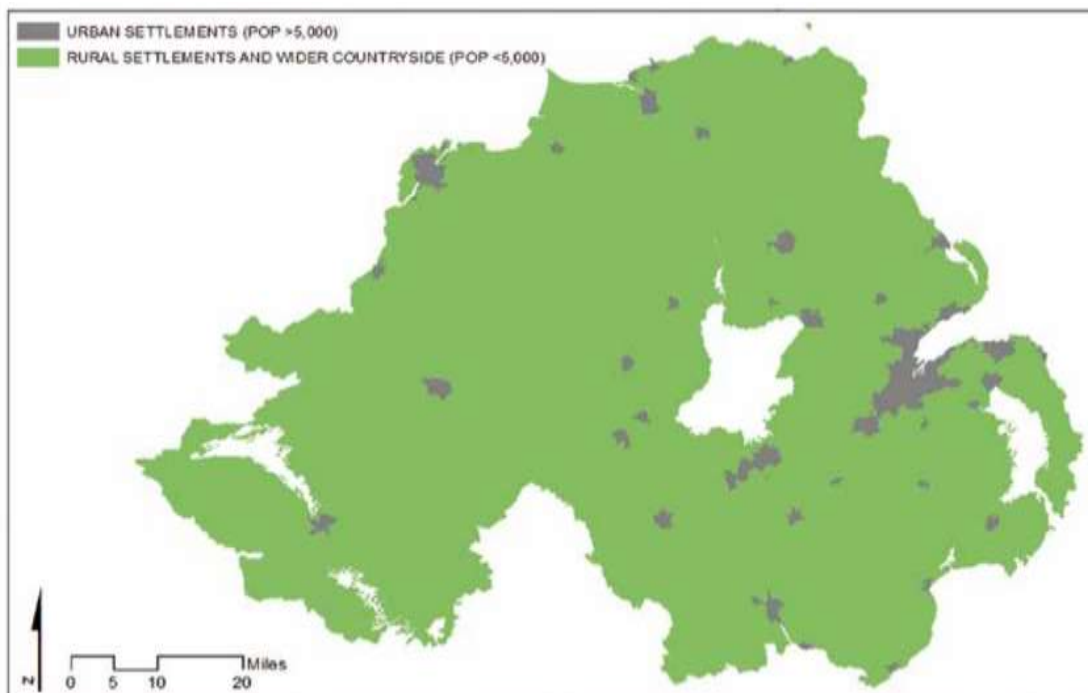 URBAN SETTLEMENTS (POP >5,000)
RURAL SETTLEMENTS AND WIDER COUNTRYSIDE (POP <5,000)
Miles
0 5 10 20
N